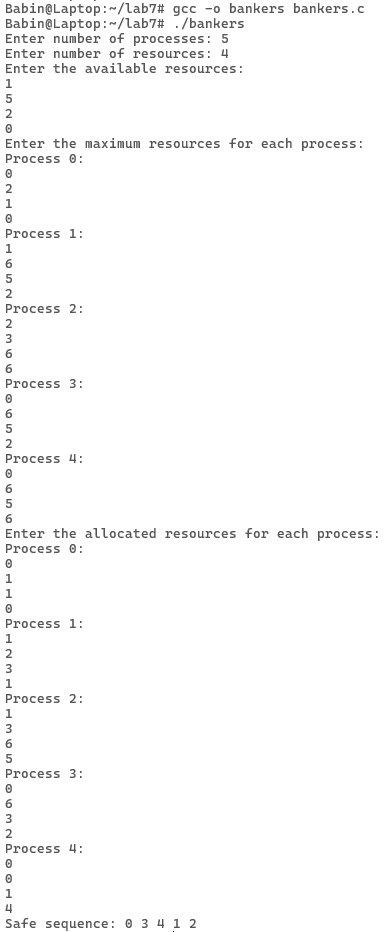 Babin@Laptop:~/lab7# gcc -o bankers bankers.c
Babin@Laptop:~/lab7# ./bankers
Enter number of processes: 5
Enter number of resources: 4
Enter the available resources:
1
5
2
0
Enter the maximum resources for each process:
Process 0:
0
2
1
0
Process 1:
1
6
5
2
Process 2:
2
3
6
6
Process 3:
0
6
5
2
Process 4:
0
6
5
6
Enter the allocated resources for each process:
Process 0:
0
1
1
0
Process 1:
1
2
3
1
Process 2:
1
3
6
5
Process 3:
0
6
3
2
Process 4:
0
0
1
4
Safe sequence: 0 3 4 1 2